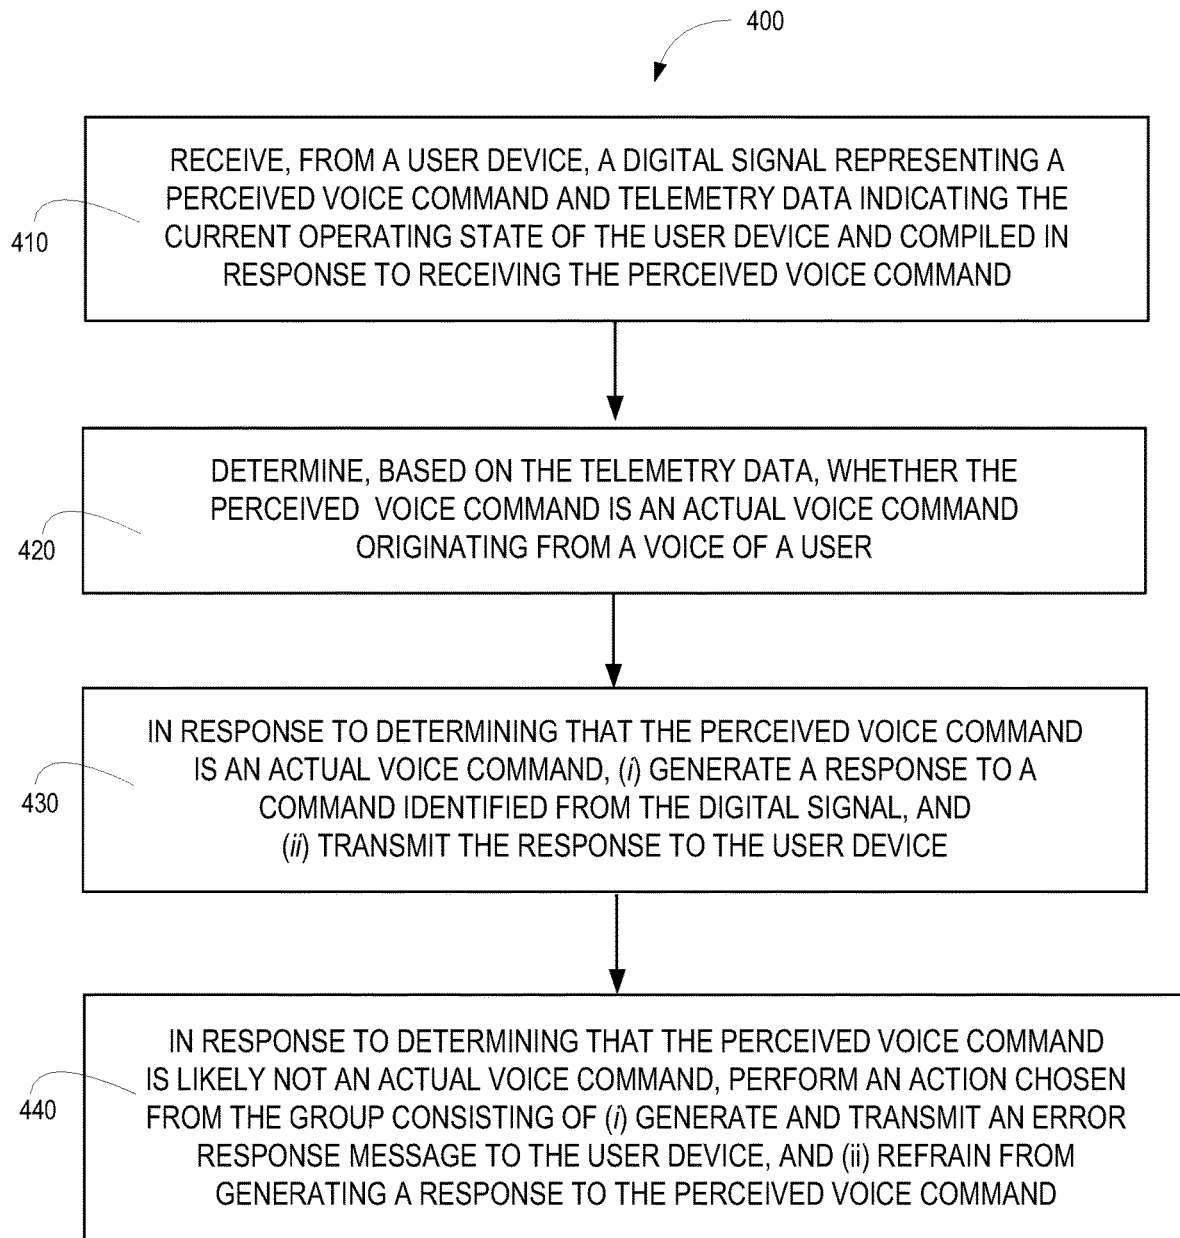 400
RECEIVE, FROM A USER DEVICE, A DIGITAL SIGNAL REPRESENTING A
PERCEIVED VOICE COMMAND AND TELEMETRY DATA INDICATING THE
CURRENT OPERATING STATE OF THE USER DEVICE AND COMPILED IN
RESPONSE TO RECEIVING THE PERCEIVED VOICE COMMAND
410
DETERMINE, BASED ON THE TELEMETRY DATA, WHETHER THE
PERCEIVED VOICE COMMAND IS AN ACTUAL VOICE COMMAND
ORIGINATING FROM A VOICE OF A USER
420
IN RESPONSE TO DETERMINING THAT THE PERCEIVED VOICE COMMAND
IS AN ACTUAL VOICE COMMAND, (i) GENERATE A RESPONSE TO A
COMMAND IDENTIFIED FROM THE DIGITAL SIGNAL, AND
(ii) TRANSMIT THE RESPONSE TO THE USER DEVICE
430
IN RESPONSE TO DETERMINING THAT THE PERCEIVED VOICE COMMAND
IS LIKELY NOT AN ACTUAL VOICE COMMAND, PERFORM AN ACTION CHOSEN
FROM THE GROUP CONSISTING OF (i) GENERATE AND TRANSMIT AN ERROR
RESPONSE MESSAGE TO THE USER DEVICE, AND (ii) REFRAIN FROM
GENERATING A RESPONSE TO THE PERCEIVED VOICE COMMAND
440